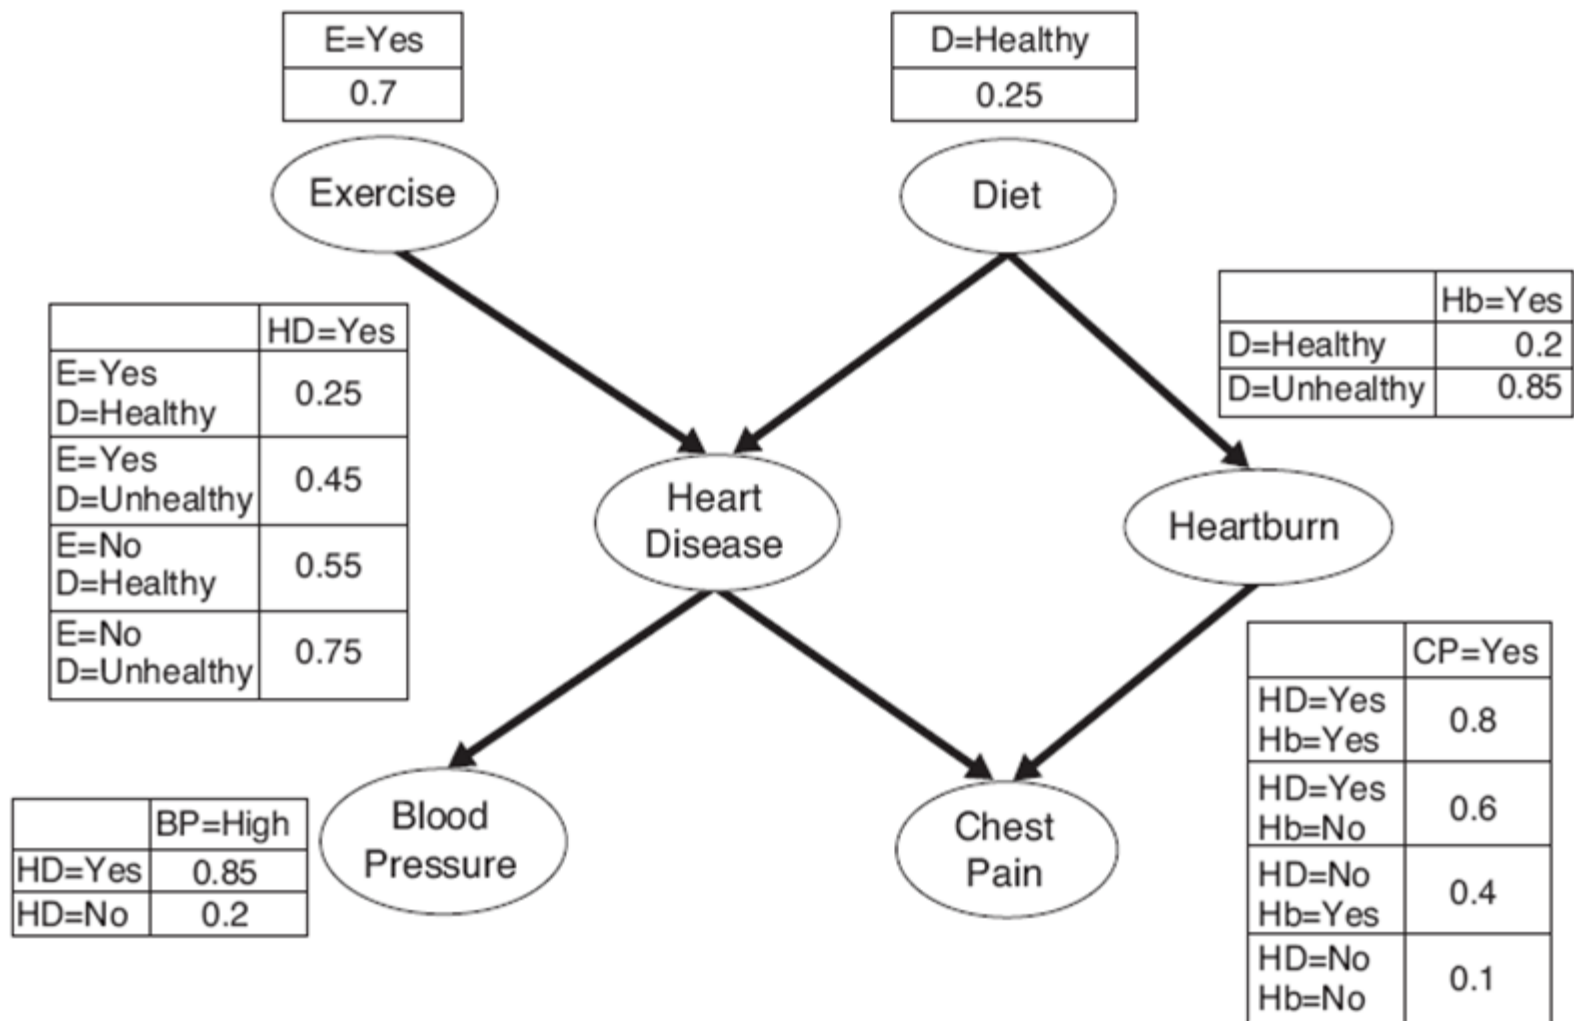 E=Yes
0.7
D=Healthy
0.25
Exercise
Diet
Hb=Yes
D=Healthy 0.2
D=Unhealthy 0.85
HD=Yes
E=Yes
D=Healthy
0.25
E=Yes
D=Unhealthy
0.45
E=No
D=Healthy
0.55
E=No
D=Unhealthy
0.75
Heart
Disease
Heartburn
CP=Yes
HD=Yes
Hb=Yes
0.8
HD=Yes
Hb=No
0.6
HD=No
Hb=Yes
0.4
HD=No
Hb=No
0.1
BP=High
HD=Yes 0.85
HD=No 0.2
Blood
Pressure
Chest
Pain